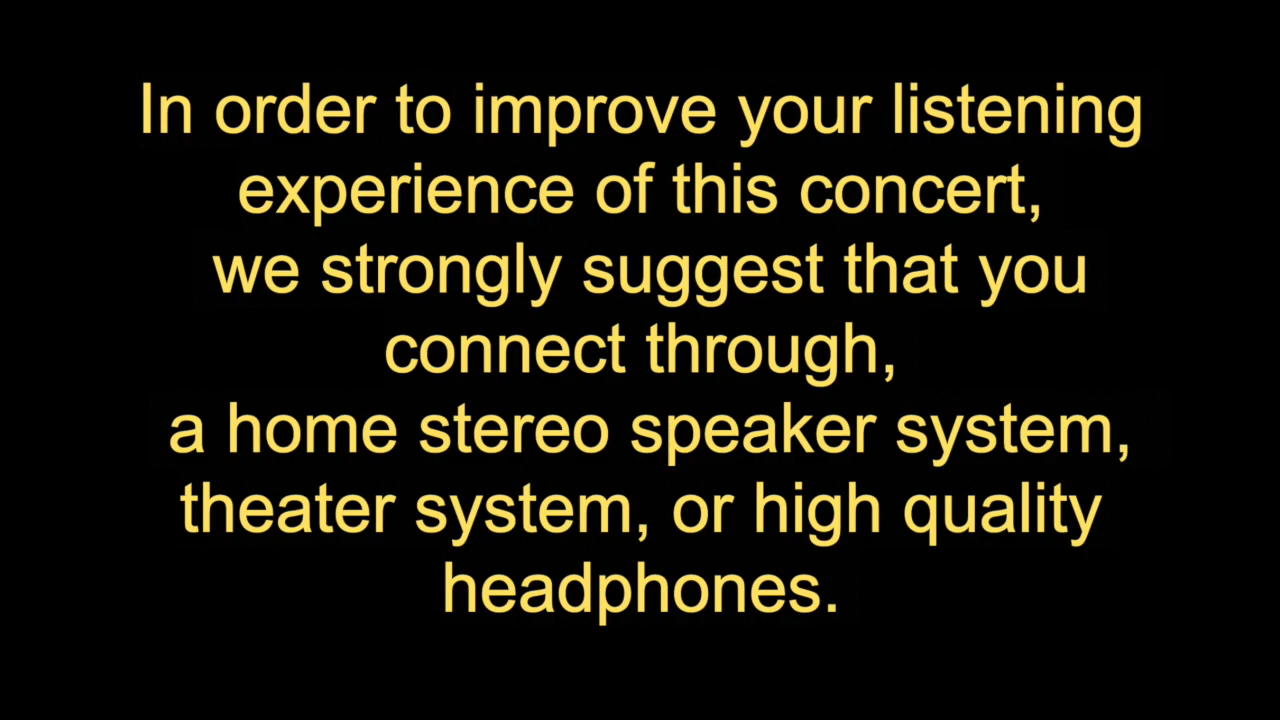 In order to improve your listening
experience of this concert,
we strongly suggest that you
connect through,
a home stereo speaker system,
theater system, or high quality
headphones.